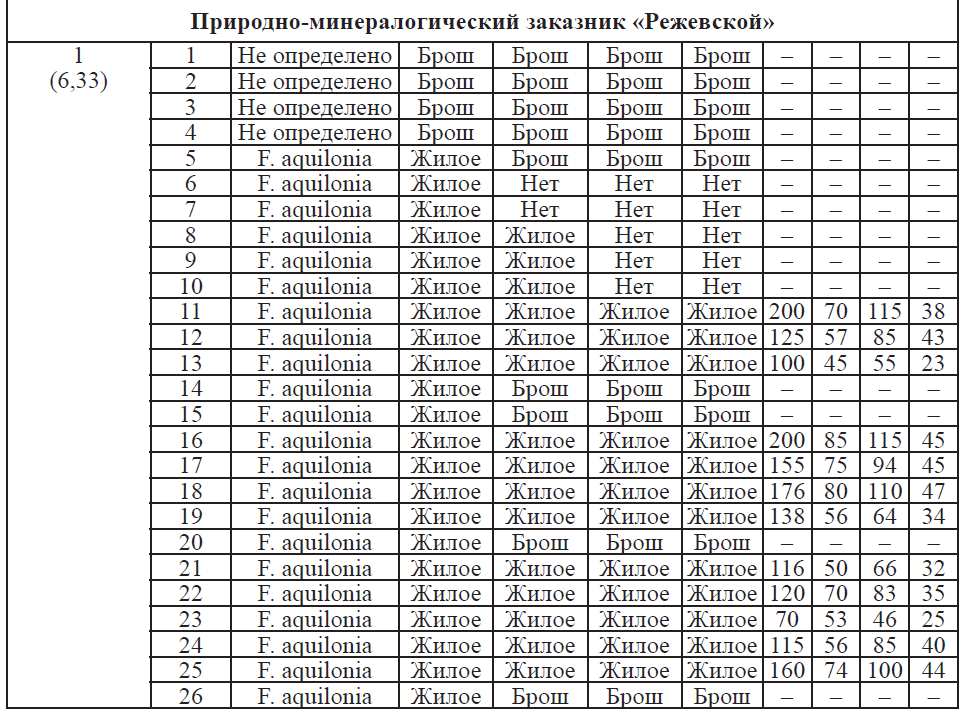 Природно-минералогический заказник «Режевской»
1 1 Не определено Брош Брош Брош Брош – – – –
(6,33) 2 Не определено Брош Брош Брош Брош – – – –
3 Не определено Брош Брош Брош Брош – – – –
4 Не определено Брош Брош Брош Брош – – – –
5 F. aquilonia Жилое Брош Брош Брош – – – –
6 F. aquilonia Жилое Нет Нет Нет – – – –
7 F. aquilonia Жилое Нет Нет Нет – – – –
8 F. aquilonia Жилое Жилое Нет Нет – – – –
9 F. aquilonia Жилое Жилое Нет Нет – – – –
10 F. aquilonia Жилое Жилое Нет Нет – – – –
11 F. aquilonia Жилое Жилое Жилое Жилое 200 70 115 38
12 F. aquilonia Жилое Жилое Жилое Жилое 125 57 85 43
13 F. aquilonia Жилое Жилое Жилое Жилое 100 45 55 23
14 F. aquilonia Жилое Брош Брош Брош – – – –
15 F. aquilonia Жилое Брош Брош Брош – – – –
16 F. aquilonia Жилое Жилое Жилое Жилое 200 85 115 45
17 F. aquilonia Жилое Жилое Жилое Жилое 155 75 94 45
18 F. aquilonia Жилое Жилое Жилое Жилое 176 80 110 47
19 F. aquilonia Жилое Жилое Жилое Жилое 138 56 64 34
20 F. aquilonia Жилое Брош Брош Брош – – – –
21 F. aquilonia Жилое Жилое Жилое Жилое 116 50 66 32
22 F. aquilonia Жилое Жилое Жилое Жилое 120 70 83 35
23 F. aquilonia Жилое Жилое Жилое Жилое 70 53 46 25
24 F. aquilonia Жилое Жилое Жилое Жилое 115 56 85 40
25 F. aquilonia Жилое Жилое Жилое Жилое 160 74 100 44
26 F. aquilonia Жилое Брош Брош Брош – – – –